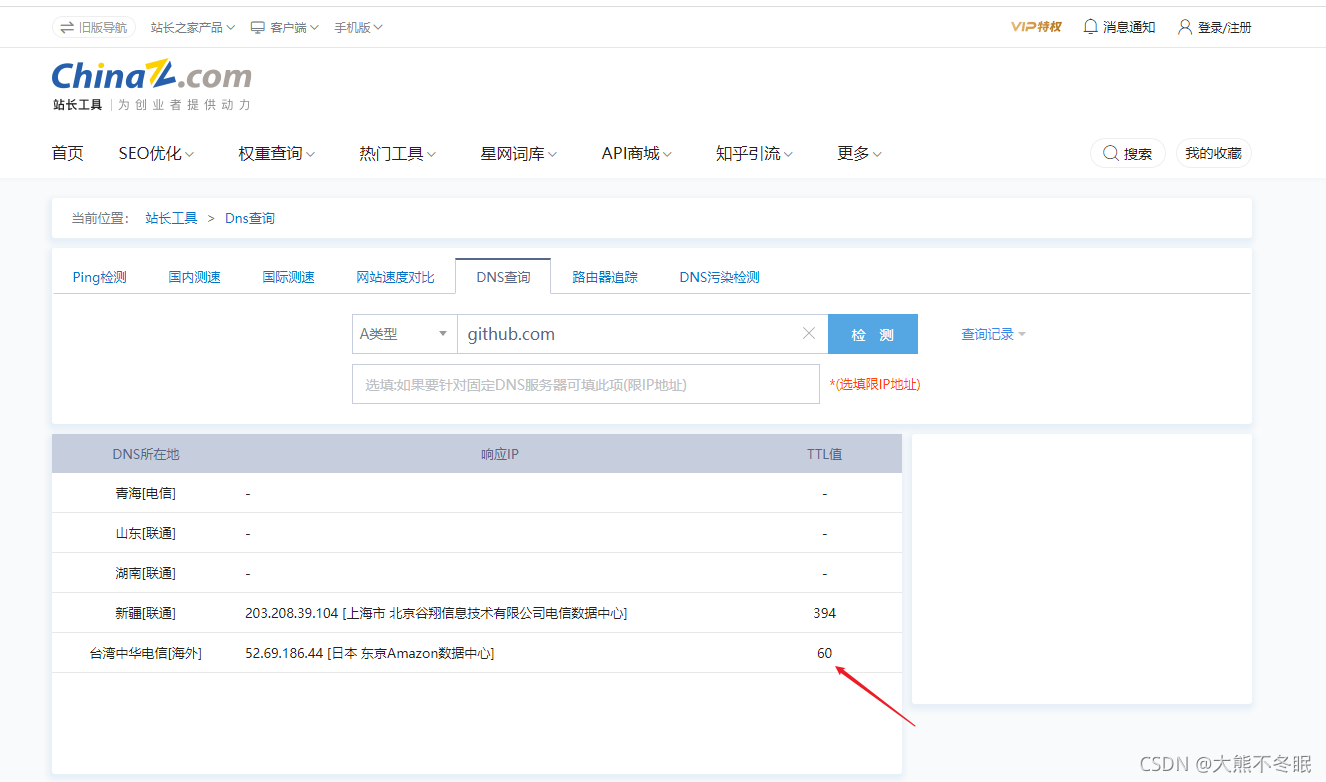 旧版导航 站长之家产品 客户端 手机版 VIP特权 消息通知 登录/注册
ChinaZ.com
站长工具 | 为创业者提供动力
首页 SEO优化 权重查询 热门工具 星网词库 API商城 知乎引流 更多 搜索 我的收藏
当前位置： 站长工具 > Dns查询
Ping检测 国内测速 国际测速 网站速度对比 DNS查询 路由器追踪 DNS污染检测
A类型 github.com 检 测 查询记录
选填:如果要针对固定DNS服务器可填此项(限IP地址) *(选填限IP地址)
DNS所在地 响应IP TTL值
青海[电信] - -
山东[联通] - -
湖南[联通] - -
新疆[联通] 203.208.39.104 [上海市 北京谷翔信息技术有限公司电信数据中心] 394
台湾中华电信[海外] 52.69.186.44 [日本 东京Amazon数据中心] 60
CSDN @大熊不冬眠